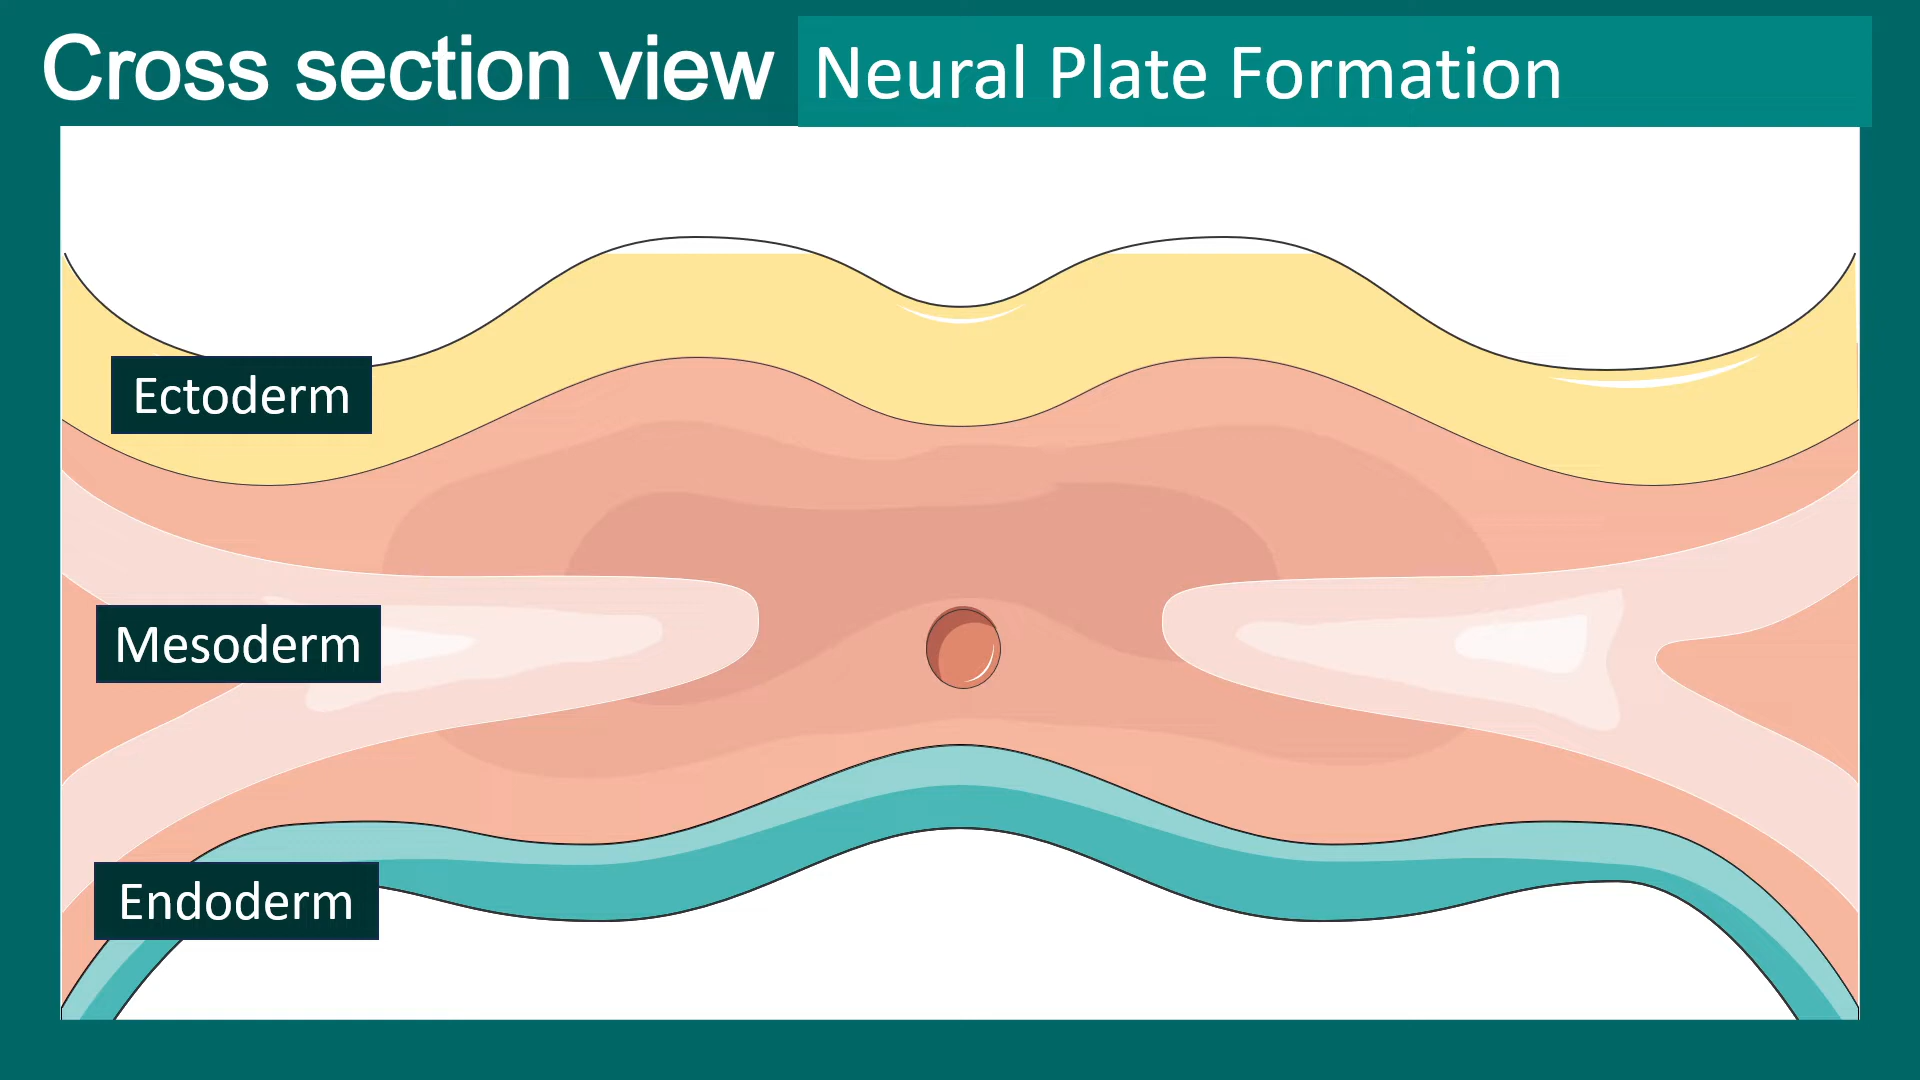 Cross section view Neural Plate Formation
Ectoderm
Mesoderm
Endoderm